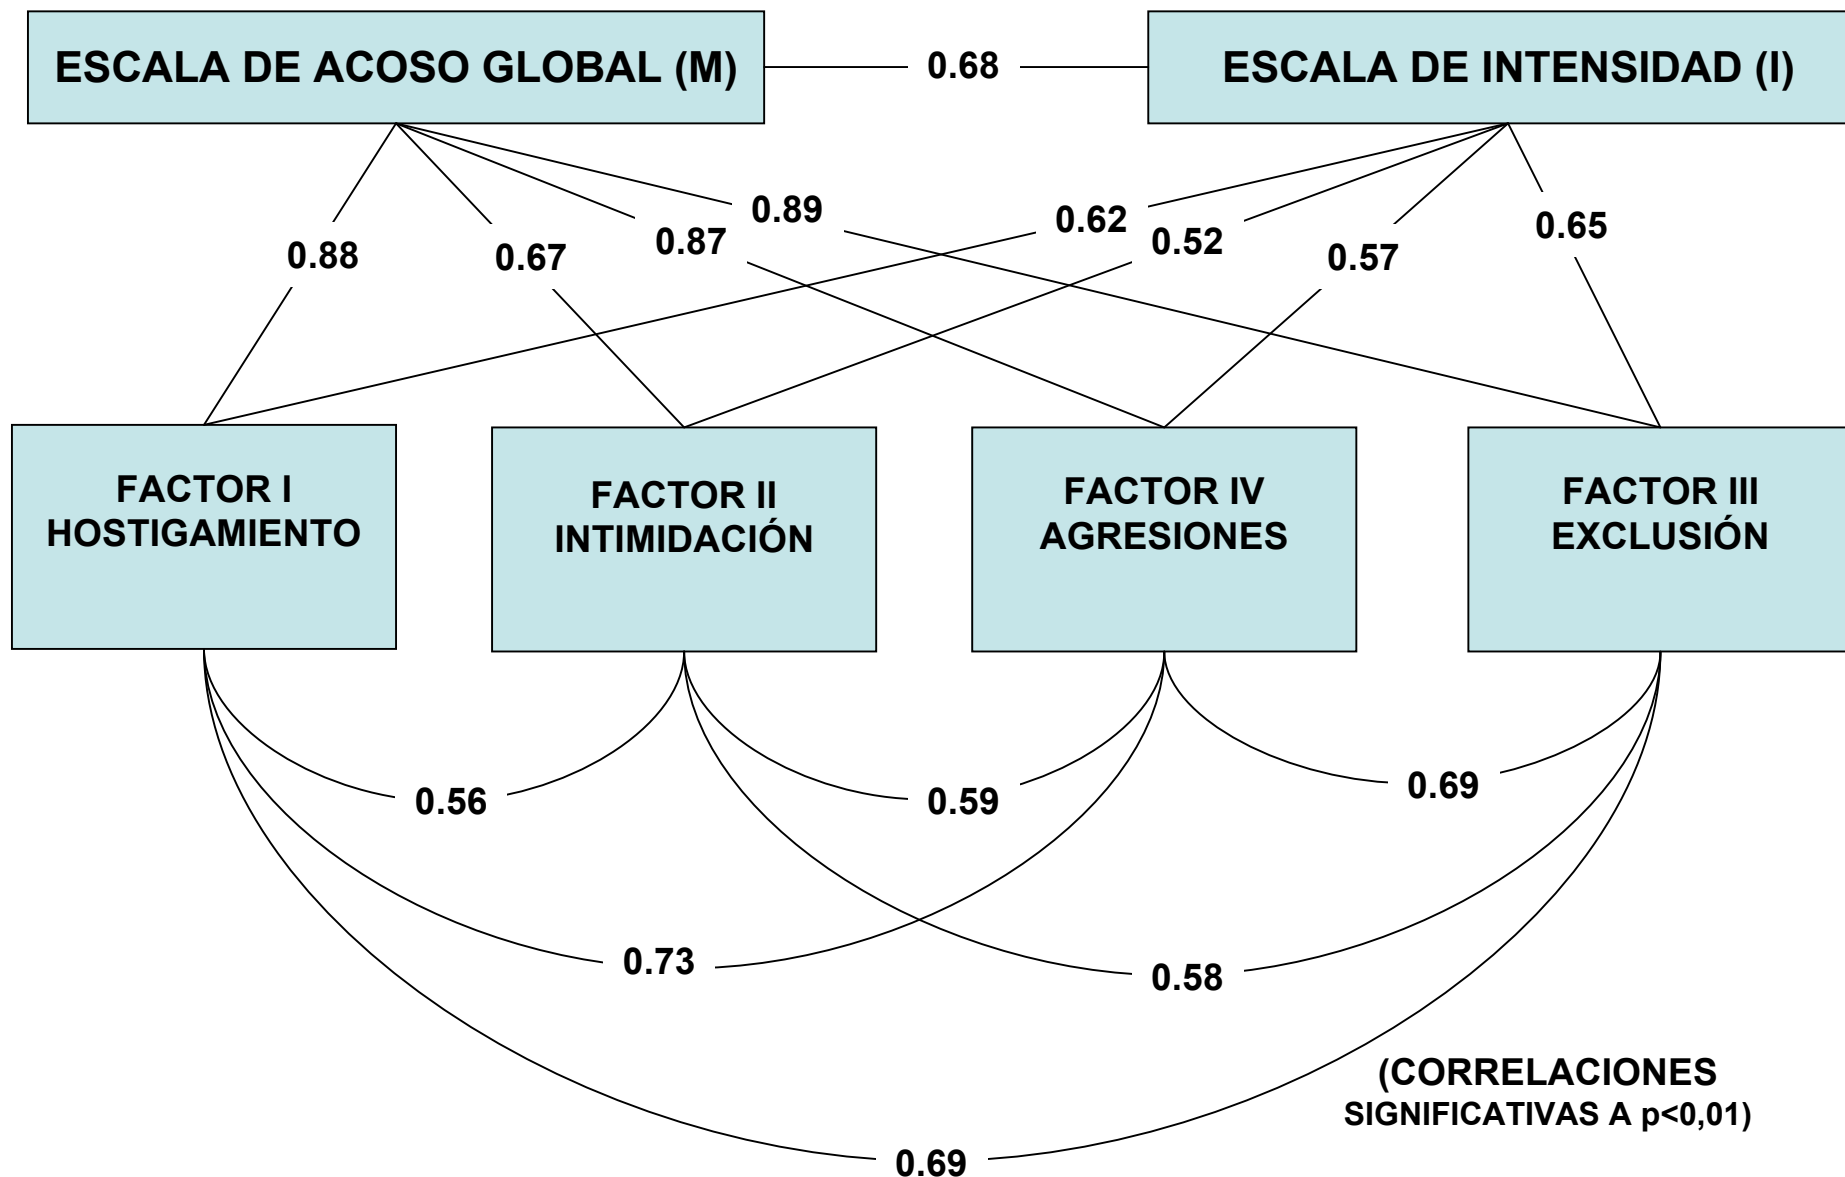 ESCALA DE ACOSO GLOBAL (M)
0.68
ESCALA DE INTENSIDAD (I)
0.88
0.67
0.87
0.89
0.62
0.52
0.57
0.65
FACTOR I
HOSTIGAMIENTO
FACTOR II
INTIMIDACIÓN
FACTOR IV
AGRESIONES
FACTOR III
EXCLUSIÓN
0.56
0.59
0.69
0.73
0.58
0.69
(CORRELACIONES
SIGNIFICATIVAS A p<0,01)